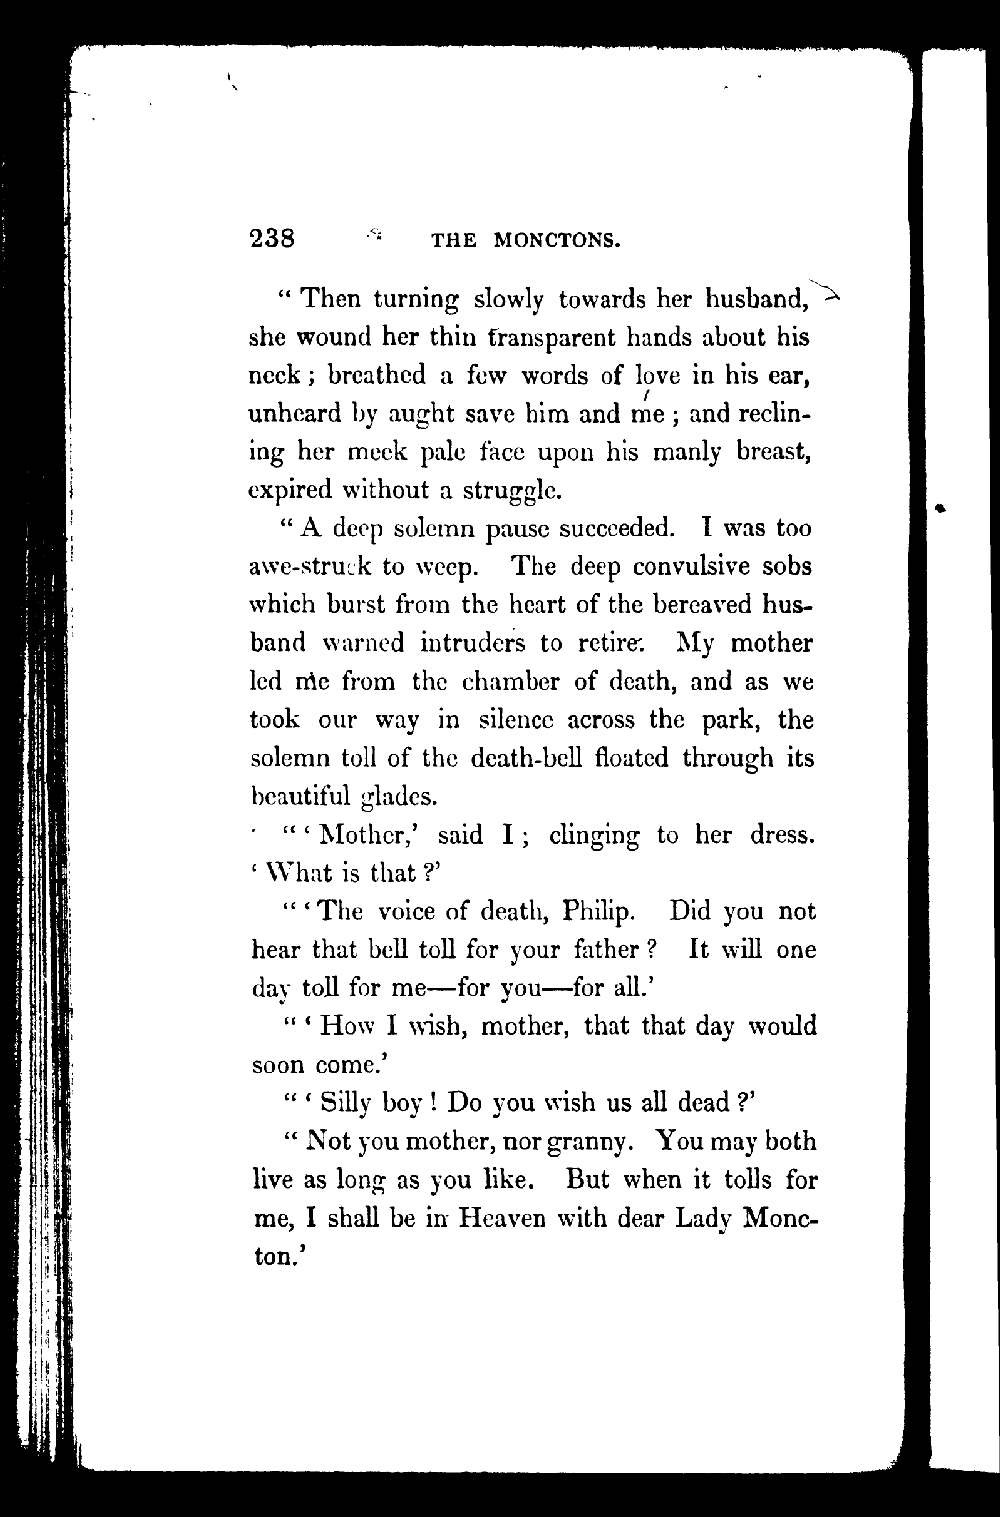 238 THE MONCTONS.
“ Then turning slowly towards her husband,
she wound her thin transparent hands about his
neck ; breathed a few words of love in his ear,
unheard by aught save him and me ; and reclin-
ing her meek pale face upon his manly breast,
expired without a struggle.
“ A deep solemn pause succeeded. I was too
awe-struck to weep. The deep convulsive sobs
which burst from the heart of the bereaved hus-
band warned intruders to retire. My mother
led me from the chamber of death, and as we
took our way in silence across the park, the
solemn toll of the death-bell floated through its
beautiful glades.
“ ‘ Mother,’ said I ; clinging to her dress.
‘ What is that ?’
“ ‘ The voice of death, Philip. Did you not
hear that bell toll for your father ? It will one
day toll for me—for you—for all.’
“ ‘ How I wish, mother, that that day would
soon come.’
“ ‘ Silly boy ! Do you wish us all dead ?’
“ Not you mother, nor granny. You may both
live as long as you like. But when it tolls for
me, I shall be in Heaven with dear Lady Monc-
ton.’